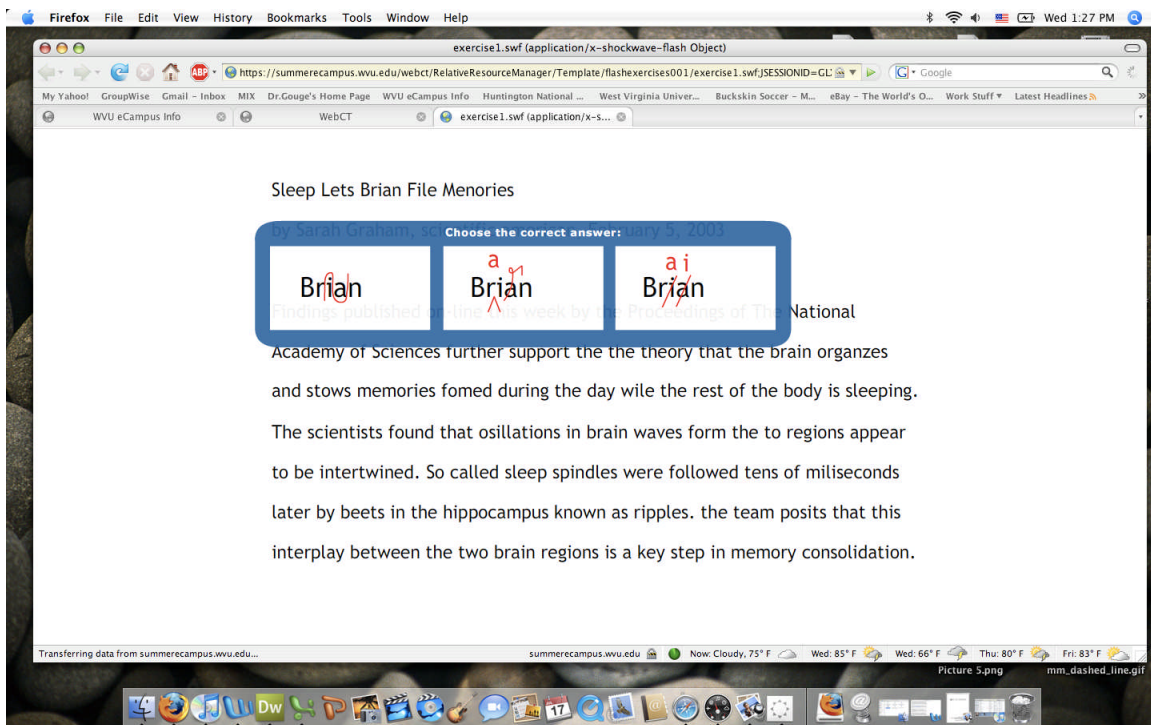 Firefox File Edit View History Bookmarks Tools Window Help Wed 1:27 PM
exercise1.swf (application/x-shockwave-flash Object)
ABP https://summerecampus.wvu.edu/webct/RelativeResourceManager/Template/flashexercises001/exercise1.swf;JSESSIONID=GL G Google
My Yahoo! GroupWise Gmail - Inbox MIX Dr.Gouge's Home Page WVU eCampus Info Huntington National ... West Virginia Univer... Buckskin Soccer - M... eBay - The World's O... Work Stuff Latest Headlines »
WVU eCampus Info WebCT exercise1.swf (application/x-s...
Sleep Lets Brian File Menories
by Sarah Graham, February 5, 2003
Choose the correct answer:
a a i
Brian Brian Brian
Findings published on-line this week by the Proceedings of The National
Academy of Sciences further support the the theory that the brain organzes
and stows memories fomed during the day wile the rest of the body is sleeping.
The scientists found that osillations in brain waves form the to regions appear
to be intertwined. So called sleep spindles were followed tens of miliseconds
later by beets in the hippocampus known as ripples. the team posits that this
interplay between the two brain regions is a key step in memory consolidation.
Transferring data from summerecampus.wvu.edu... summerecampus.wvu.edu Now: Cloudy, 75° F Wed: 85° F Wed: 66° F Thu: 80° F Fri: 83° F
Picture 5.png mm_dashed_line.gif
Dw 17